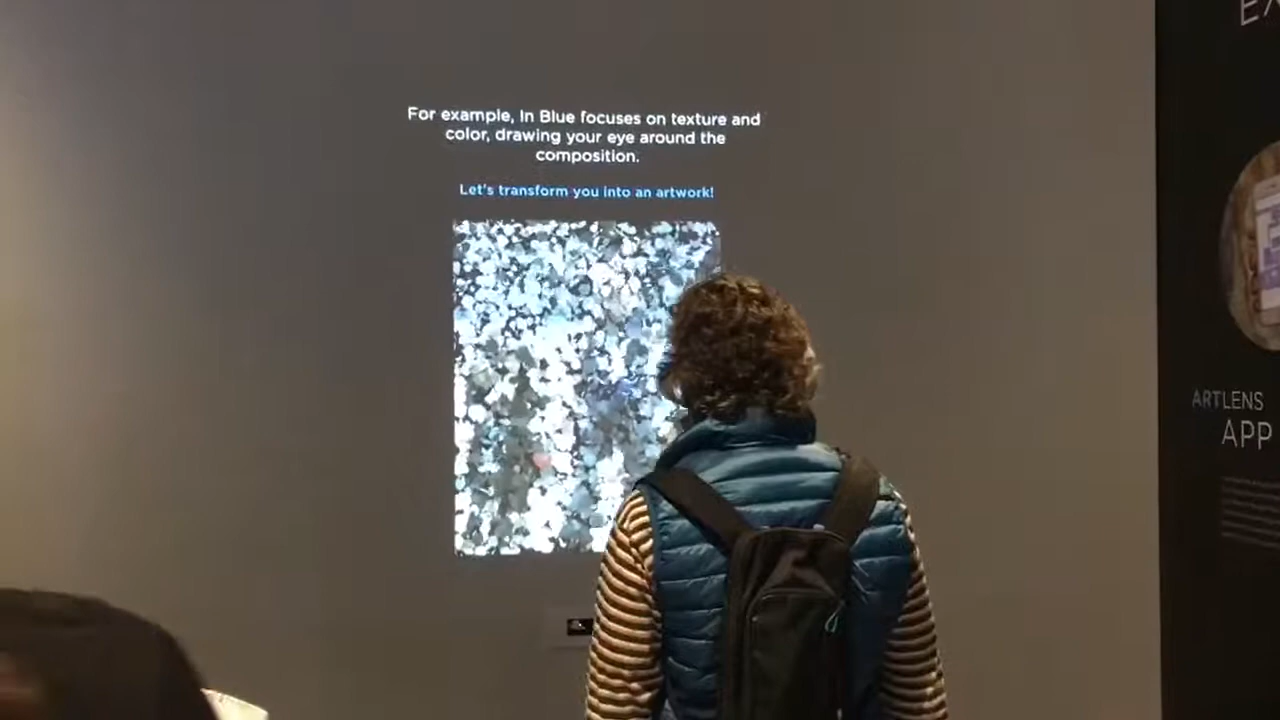 For example, In Blue focuses on texture and
color, drawing your eye around the
composition.
Let's transform you into an artwork!
EX
ARTLENS
APP